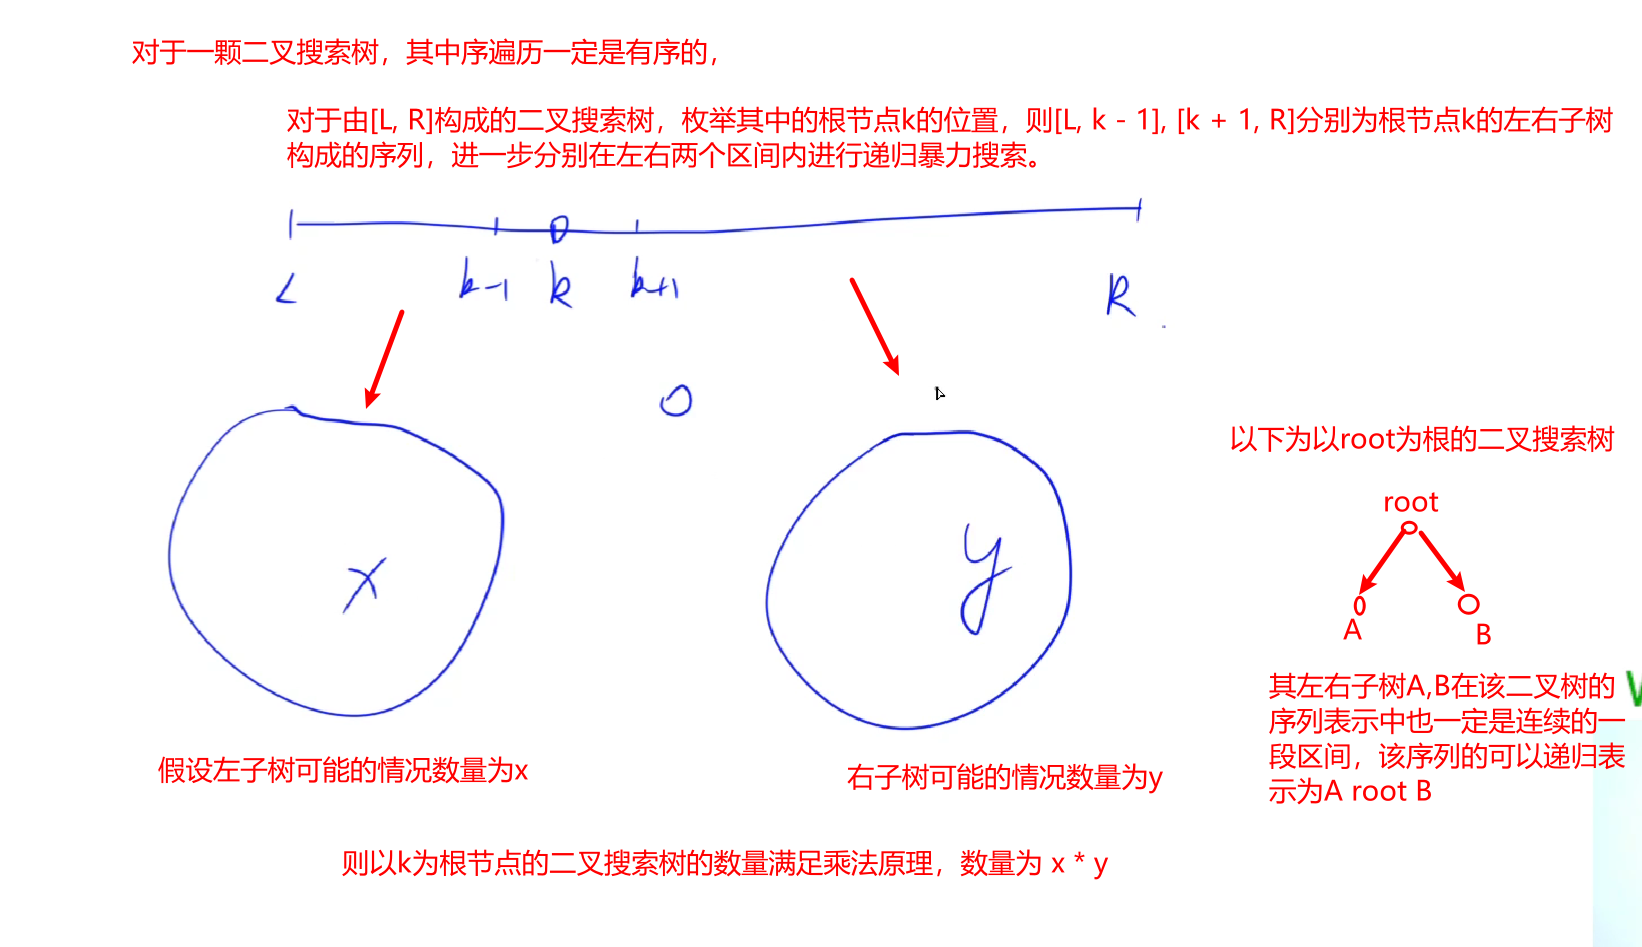 对于一颗二叉搜索树，其中序遍历一定是有序的，
对于由[L, R]构成的二叉搜索树，枚举其中的根节点k的位置，则[L, k - 1], [k + 1, R]分别为根节点k的左右子树
构成的序列，进一步分别在左右两个区间内进行递归暴力搜索。
L k-1 k k+1 R
以下为以root为根的二叉搜索树
root
x
y
A
B
其左右子树A,B在该二叉树的
序列表示中也一定是连续的一
段区间，该序列的可以递归表
示为A root B
假设左子树可能的情况数量为x
右子树可能的情况数量为y
则以k为根节点的二叉搜索树的数量满足乘法原理，数量为 x * y